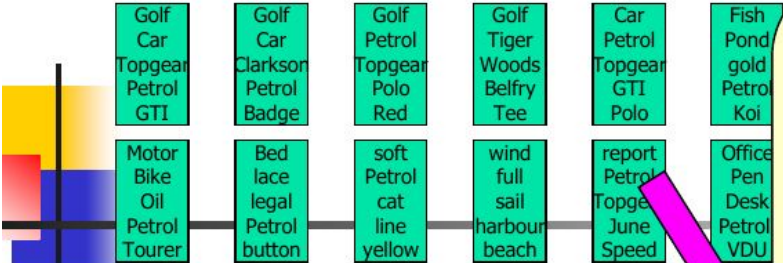 Golf
Car
Topgear
Petrol
GTI
Golf
Car
Clarkson
Petrol
Badge
Golf
Petrol
Topgear
Polo
Red
Golf
Tiger
Woods
Belfry
Tee
Car
Petrol
Topgear
GTI
Polo
Fish
Pond
gold
Petrol
Koi
Motor
Bike
Oil
Petrol
Tourer
Bed
lace
legal
Petrol
button
soft
Petrol
cat
line
yellow
wind
full
sail
harbour
beach
report
Petrol
Topgear
June
Speed
Office
Pen
Desk
Petrol
VDU